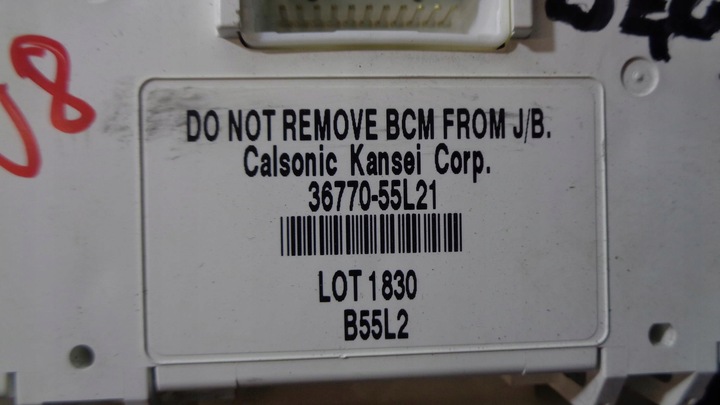 DO NOT REMOVE BCM FROM J/B.
Calsonic Kansei Corp.
36770-55L21
LOT 1830
B55L2